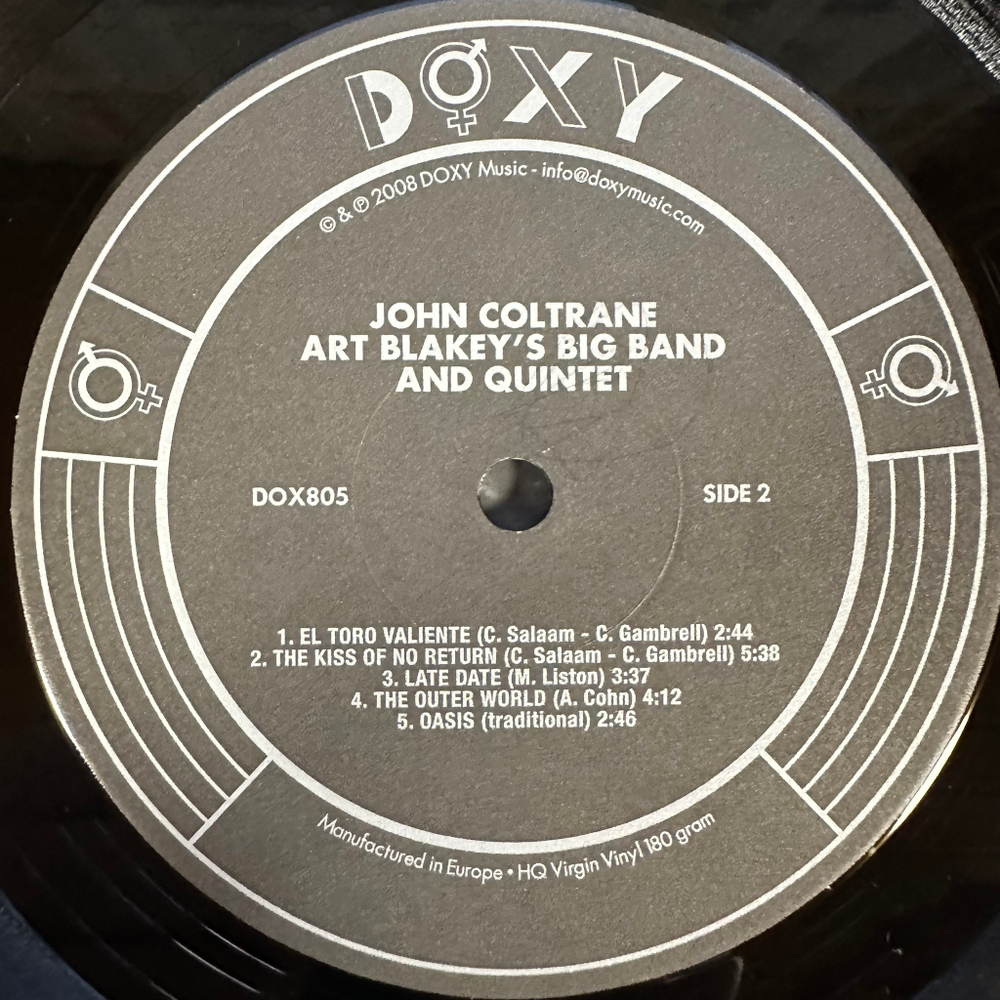 DOXY
© & ℗ 2008 DOXY Music - info@doxymusic.com
JOHN COLTRANE
ART BLAKEY'S BIG BAND
AND QUINTET
DOX805
SIDE 2
1. EL TORO VALIENTE (C. Salaam - C. Gambrell) 2:44
2. THE KISS OF NO RETURN (C. Salaam - C. Gambrell) 5:38
3. LATE DATE (M. Liston) 3:37
4. THE OUTER WORLD (A. Cohn) 4:12
5. OASIS (traditional) 2:46
Manufactured in Europe • HQ Virgin Vinyl 180 gram